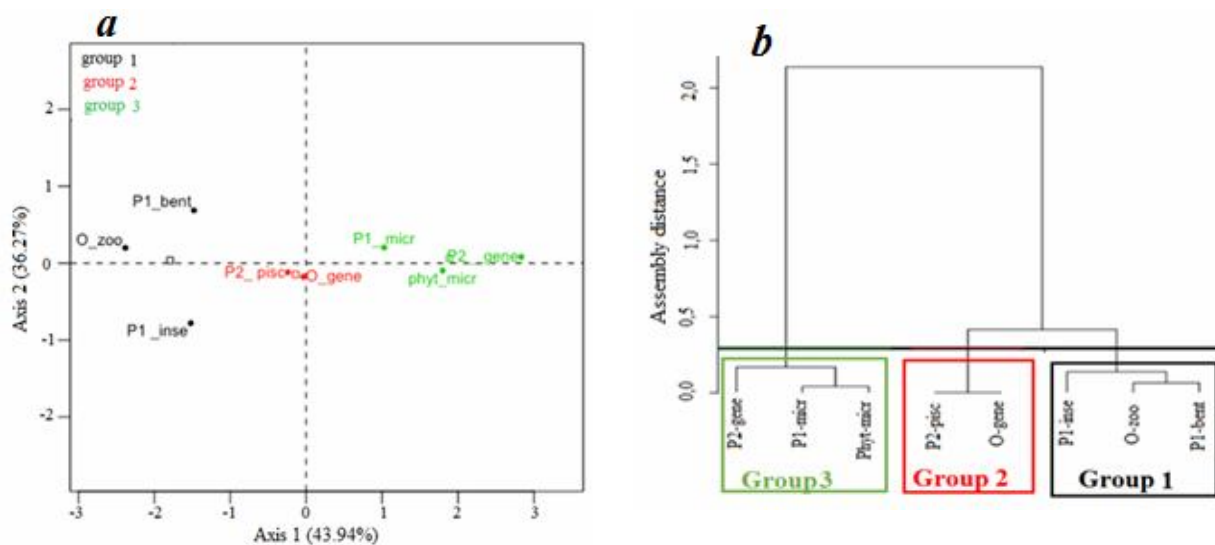 a
group 1
group 2
group 3
2
1
0
-1
-2
-3
-2
-1
0
1
2
3
Axis 1 (43.94%)
Axis 2 (36.27%)
P1_bent
O_zoo
P1_inse
P2_pisc
O_gene
P1_micr
P2_gene
phyt_micr
b
Assembly distance
2,0
1,5
1,0
0,5
0,0
P2-gene
P1-micr
Phyt-micr
P2-pisc
O-gene
P1-inse
O-zoo
P1-bent
Group3
Group 2
Group 1